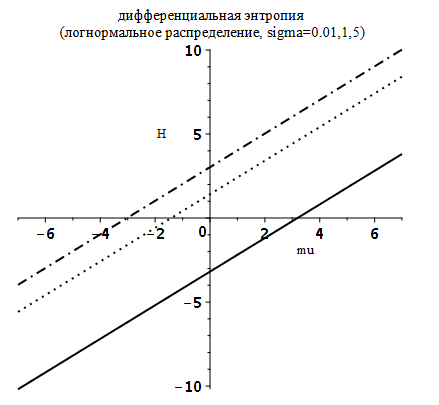 дифференциальная энтропия
(логнормальное распределение, sigma=0.01,1,5)
10
H
5
−6 −4 −2 0 2 4 6
mu
−5
−10